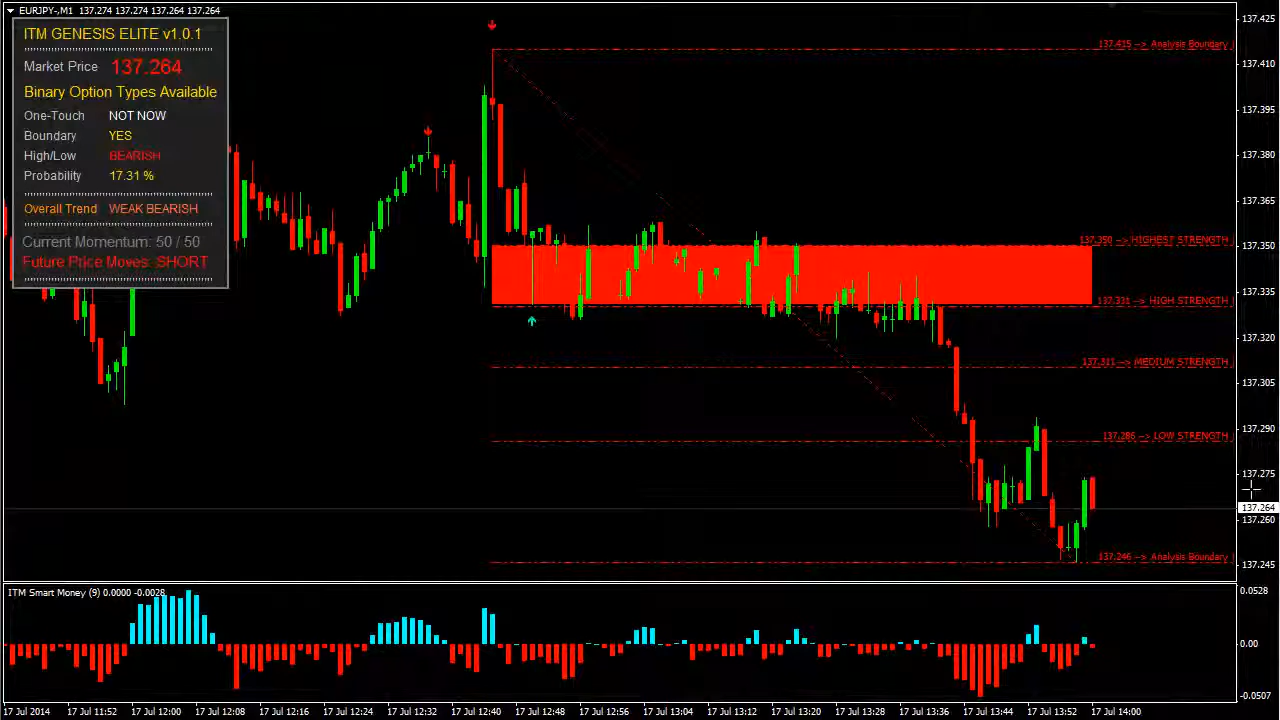 EURJPY-,M1 137.274 137.274 137.264 137.264
ITM GENESIS ELITE v1.0.1
Market Price 137.264
Binary Option Types Available
One-Touch NOT NOW
Boundary YES
High/Low BEARISH
Probability 17.31 %
Overall Trend WEAK BEARISH
Current Momentum: 50 / 50
Future Price Moves: SHORT
137.415 --> Analysis Boundary
137.350 --> HIGHEST STRENGTH
137.331 --> HIGH STRENGTH
137.311 --> MEDIUM STRENGTH
137.286 --> LOW STRENGTH
137.246 --> Analysis Boundary
137.425
137.410
137.395
137.380
137.365
137.350
137.335
137.320
137.305
137.290
137.275
137.264
137.260
137.245
ITM Smart Money (9) 0.0000 -0.0028
0.0528
0.00
-0.0507
17 Jul 2014 17 Jul 11:52 17 Jul 12:00 17 Jul 12:08 17 Jul 12:16 17 Jul 12:24 17 Jul 12:32 17 Jul 12:40 17 Jul 12:48 17 Jul 12:56 17 Jul 13:04 17 Jul 13:12 17 Jul 13:20 17 Jul 13:28 17 Jul 13:36 17 Jul 13:44 17 Jul 13:52 17 Jul 14:00